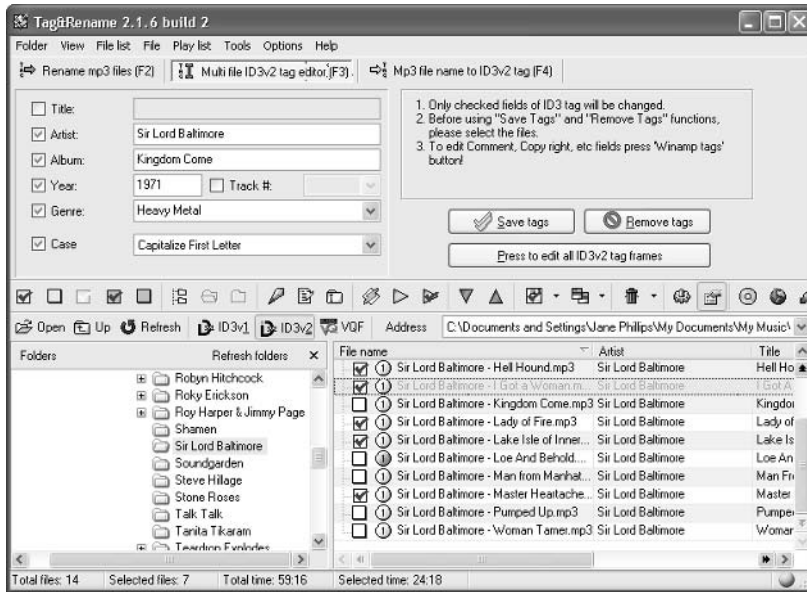 Tag&Rename 2.1.6 build 2
Folder View File list File Play list Tools Options Help
Rename mp3 files (F2) Multi file ID3v2 tag editor (F3) . Mp3 file name to ID3v2 tag (F4)
Title:
Artist: Sir Lord Baltimore
Album: Kingdom Come
Year: 1971 Track #:
Genre: Heavy Metal
Case Capitalize First Letter
1. Only checked fields of ID3 tag will be changed.
2. Before using "Save Tags" and "Remove Tags" functions,
please select the files.
3. To edit Comment, Copy right, etc fields press 'Winamp tags'
button!
Save tags Remove tags
Press to edit all ID3v2 tag frames
Open Up Refresh ID3v1 ID3v2 VQF Address C:\Documents and Settings\Jane Philips\My Documents\My Music\
Folders Refresh folders x
Robyn Hitchcock
Roky Erickson
Roy Harper & Jimmy Page
Shamen
Sir Lord Baltimore
Soundgarden
Steve Hillage
Stone Roses
Talk Talk
Tanita Tikaram
Teardrop Explodes
File name Artist Title
Sir Lord Baltimore - Hell Hound.mp3 Sir Lord Baltimore Hell Ho
Sir Lord Baltimore - I Got a Woman.m... Sir Lord Baltimore I Got A
Sir Lord Baltimore - Kingdom Come.mp3 Sir Lord Baltimore Kingdo
Sir Lord Baltimore - Lady of Fire.mp3 Sir Lord Baltimore Lady of
Sir Lord Baltimore - Lake Isle of Inner... Sir Lord Baltimore Lake Is
Sir Lord Baltimore - Loe And Behold.... Sir Lord Baltimore Loe An
Sir Lord Baltimore - Man from Manhat... Sir Lord Baltimore Man Fr
Sir Lord Baltimore - Master Heartache... Sir Lord Baltimore Master
Sir Lord Baltimore - Pumped Up.mp3 Sir Lord Baltimore Pumpe
Sir Lord Baltimore - Woman Tamer.mp3 Sir Lord Baltimore Woman
Total files: 14 Selected files: 7 Total time: 59:16 Selected time: 24:18